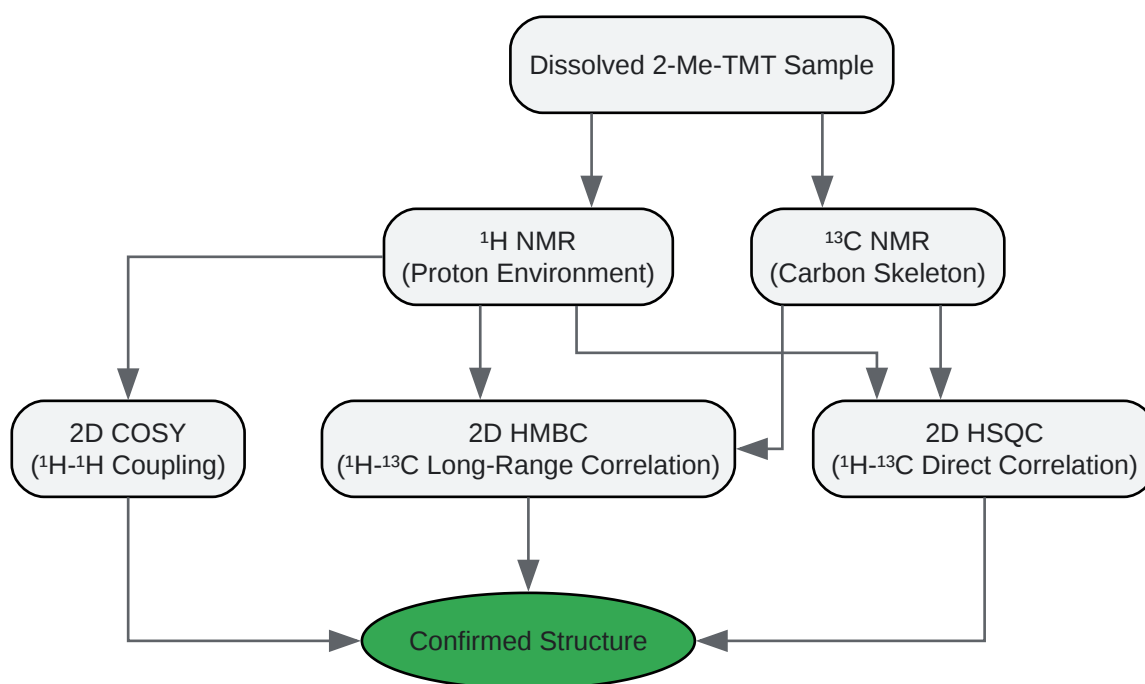 Dissolved 2-Me-TMT Sample
¹H NMR
(Proton Environment)
¹³C NMR
(Carbon Skeleton)
2D COSY
(¹H-¹H Coupling)
2D HMBC
(¹H-¹³C Long-Range Correlation)
2D HSQC
(¹H-¹³C Direct Correlation)
Confirmed Structure